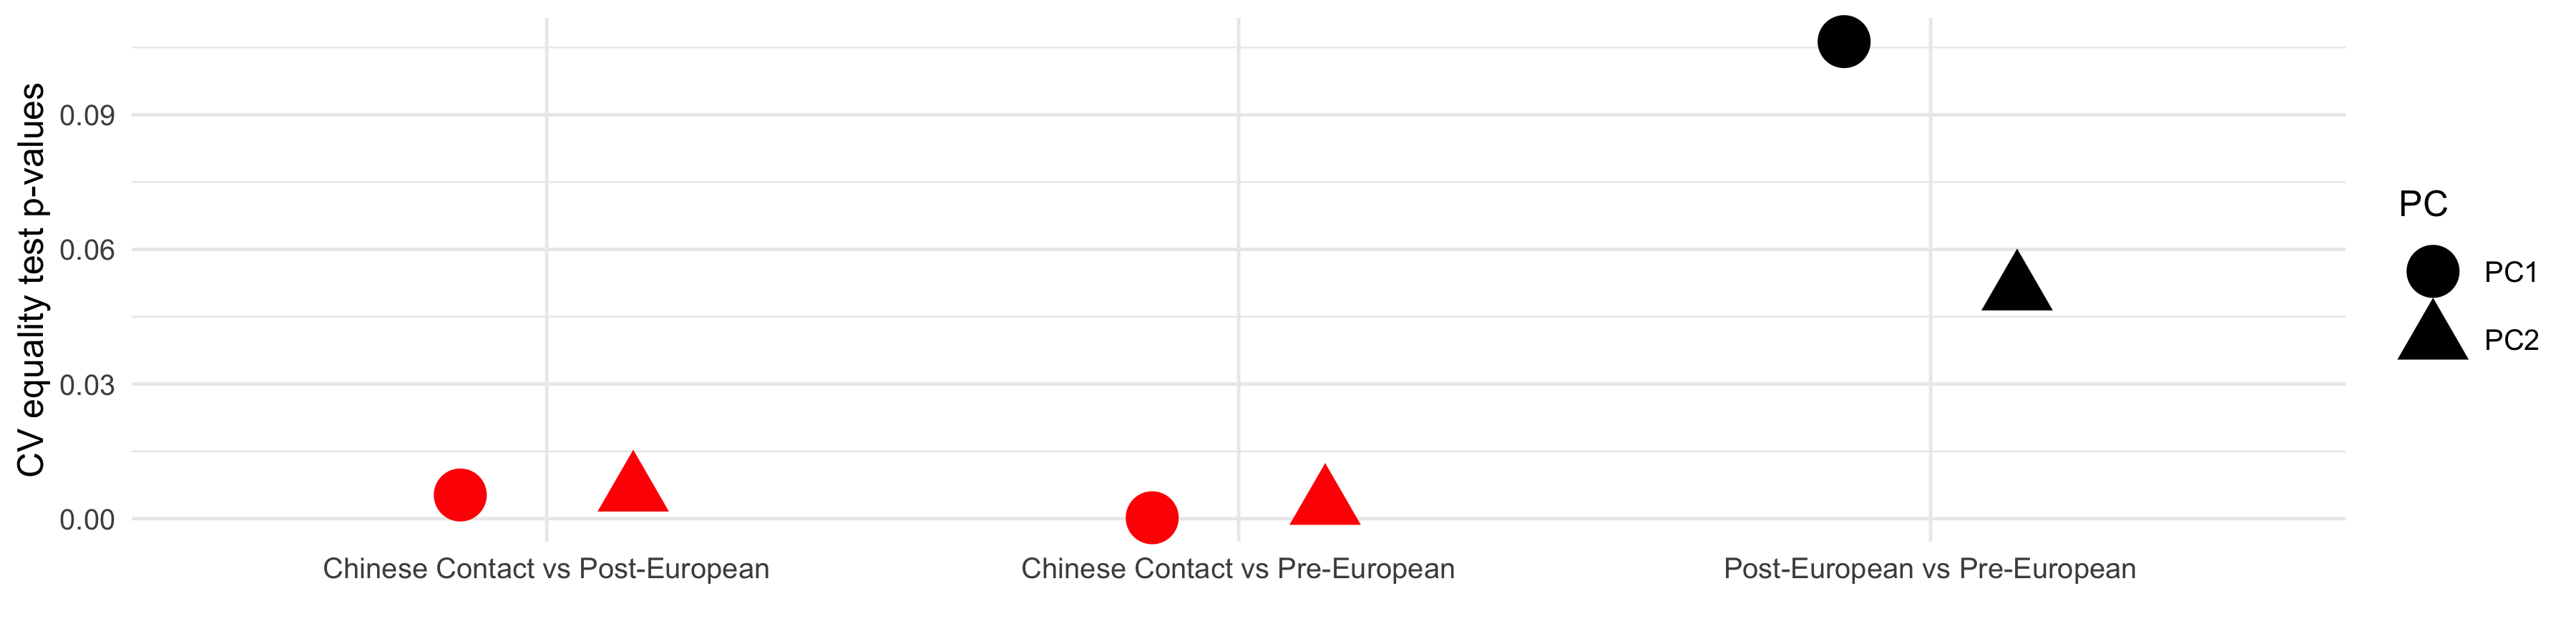 CV equality test p-values
0.09
0.06
0.03
0.00
Chinese Contact vs Post-European
Chinese Contact vs Pre-European
Post-European vs Pre-European
PC
PC1
PC2